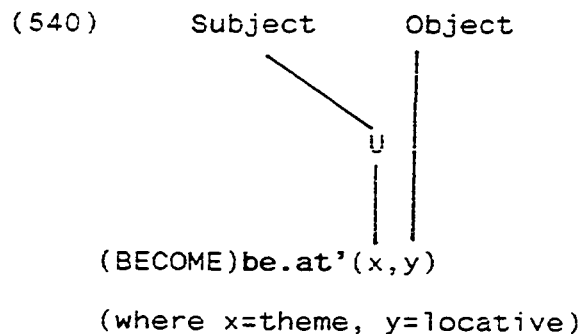 (540) Subject Object
U
(BECOME)be.at'(x,y)
(where x=theme, y=locative)